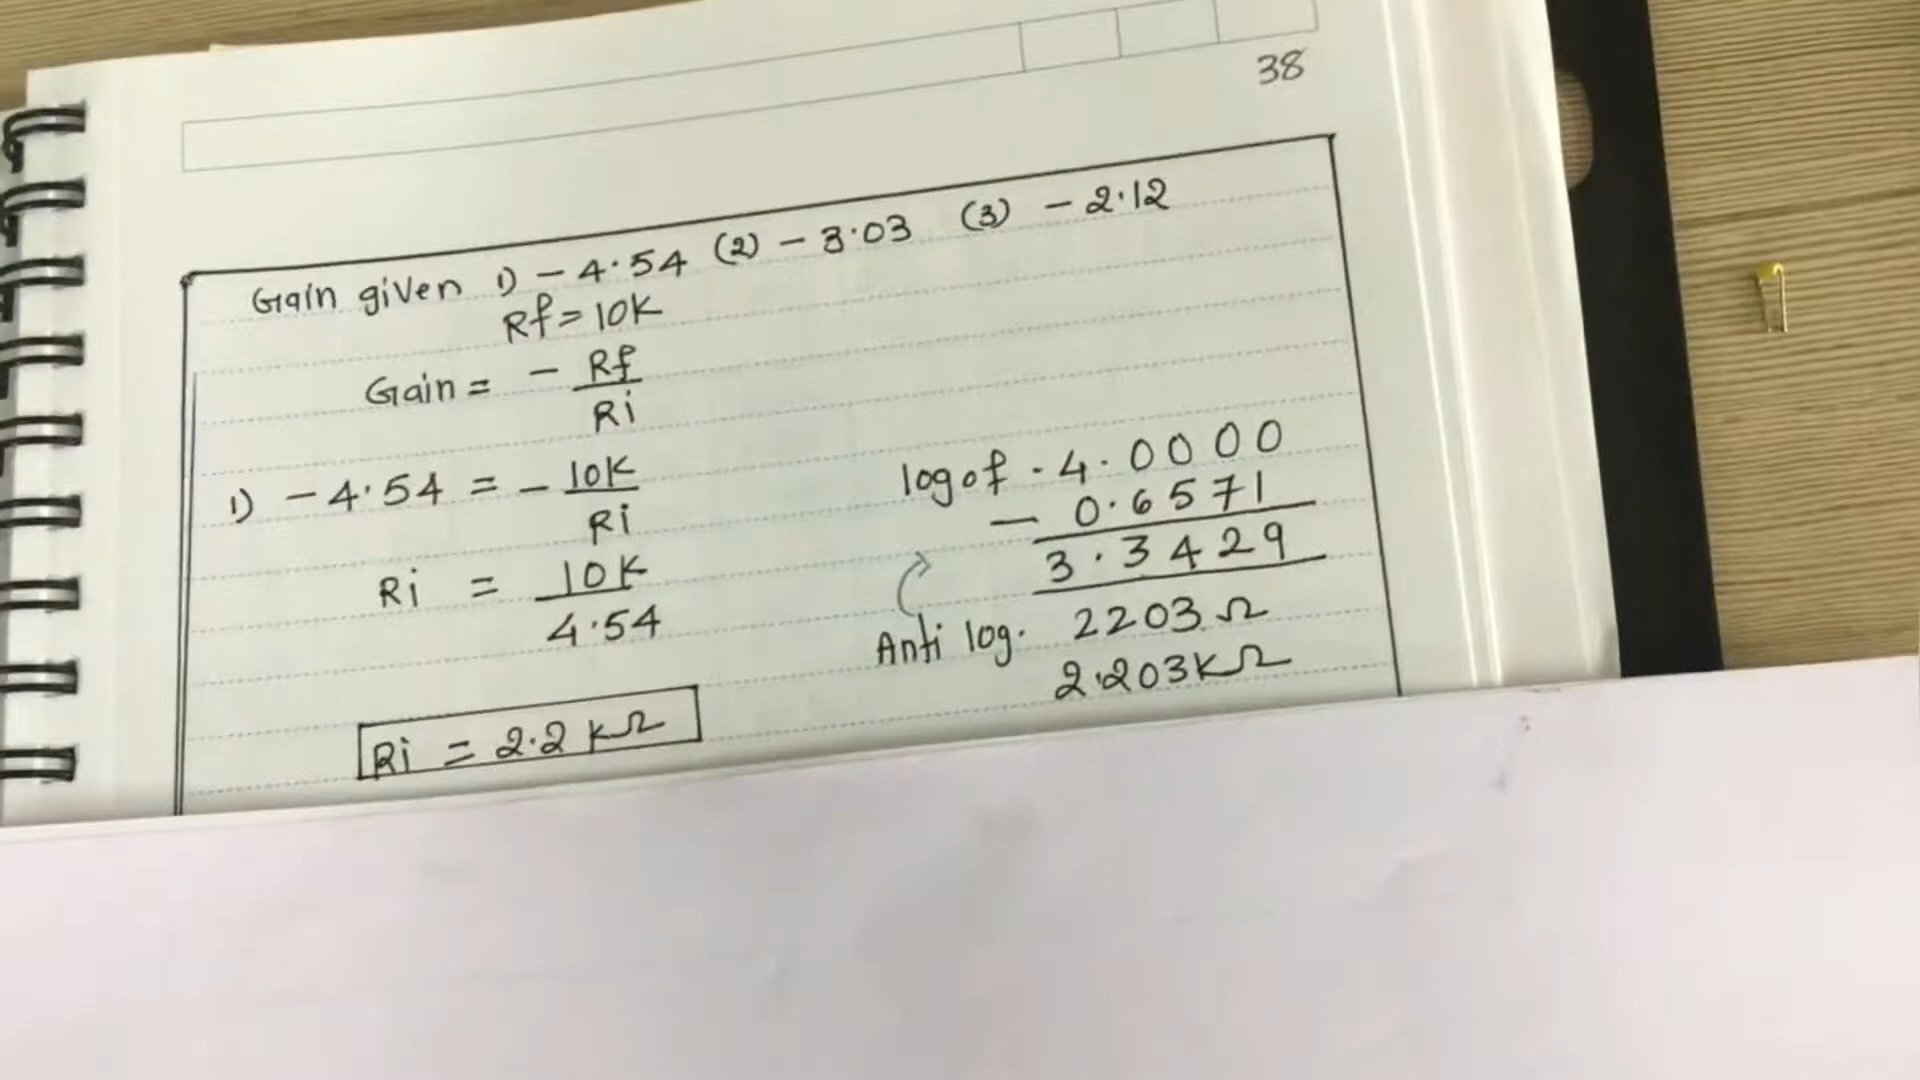 38
Gain given 1) - 4.54 (2) - 3.03 (3) - 2.12
Rf = 10K
Gain = - Rf
Ri
1) - 4.54 = - 10K
Ri
Ri = 10K
4.54
Ri = 2.2 kΩ
log of . 4.0000
- 0.6571
3.3429
Anti log. 2203 Ω
2.203KΩ